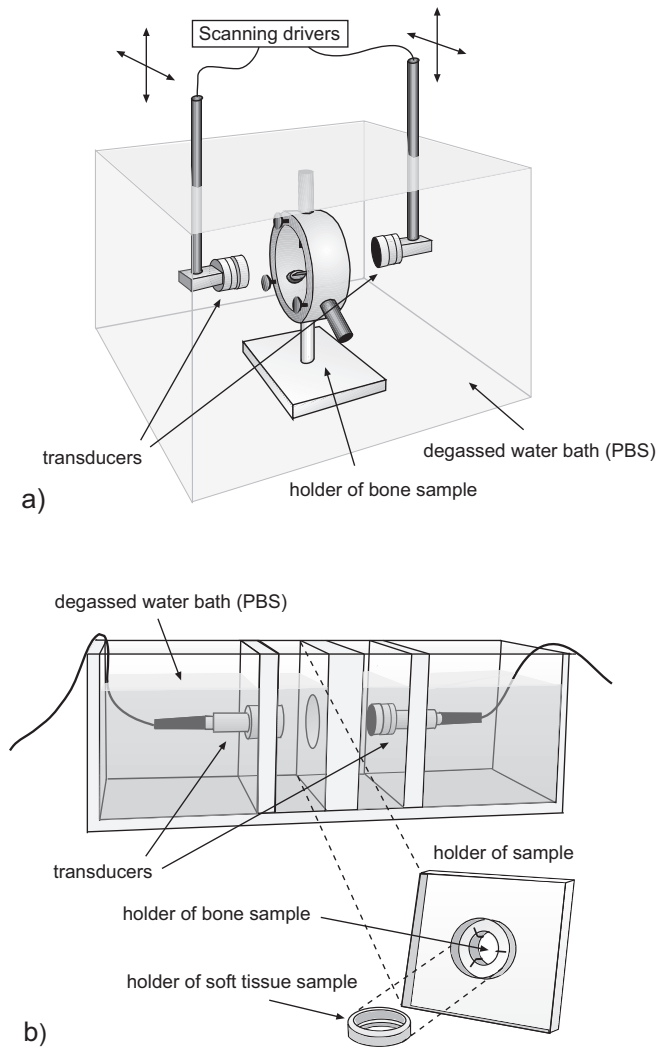 Scanning drivers
transducers
degassed water bath (PBS)
holder of bone sample
a)
degassed water bath (PBS)
transducers
holder of sample
holder of bone sample
holder of soft tissue sample
b)